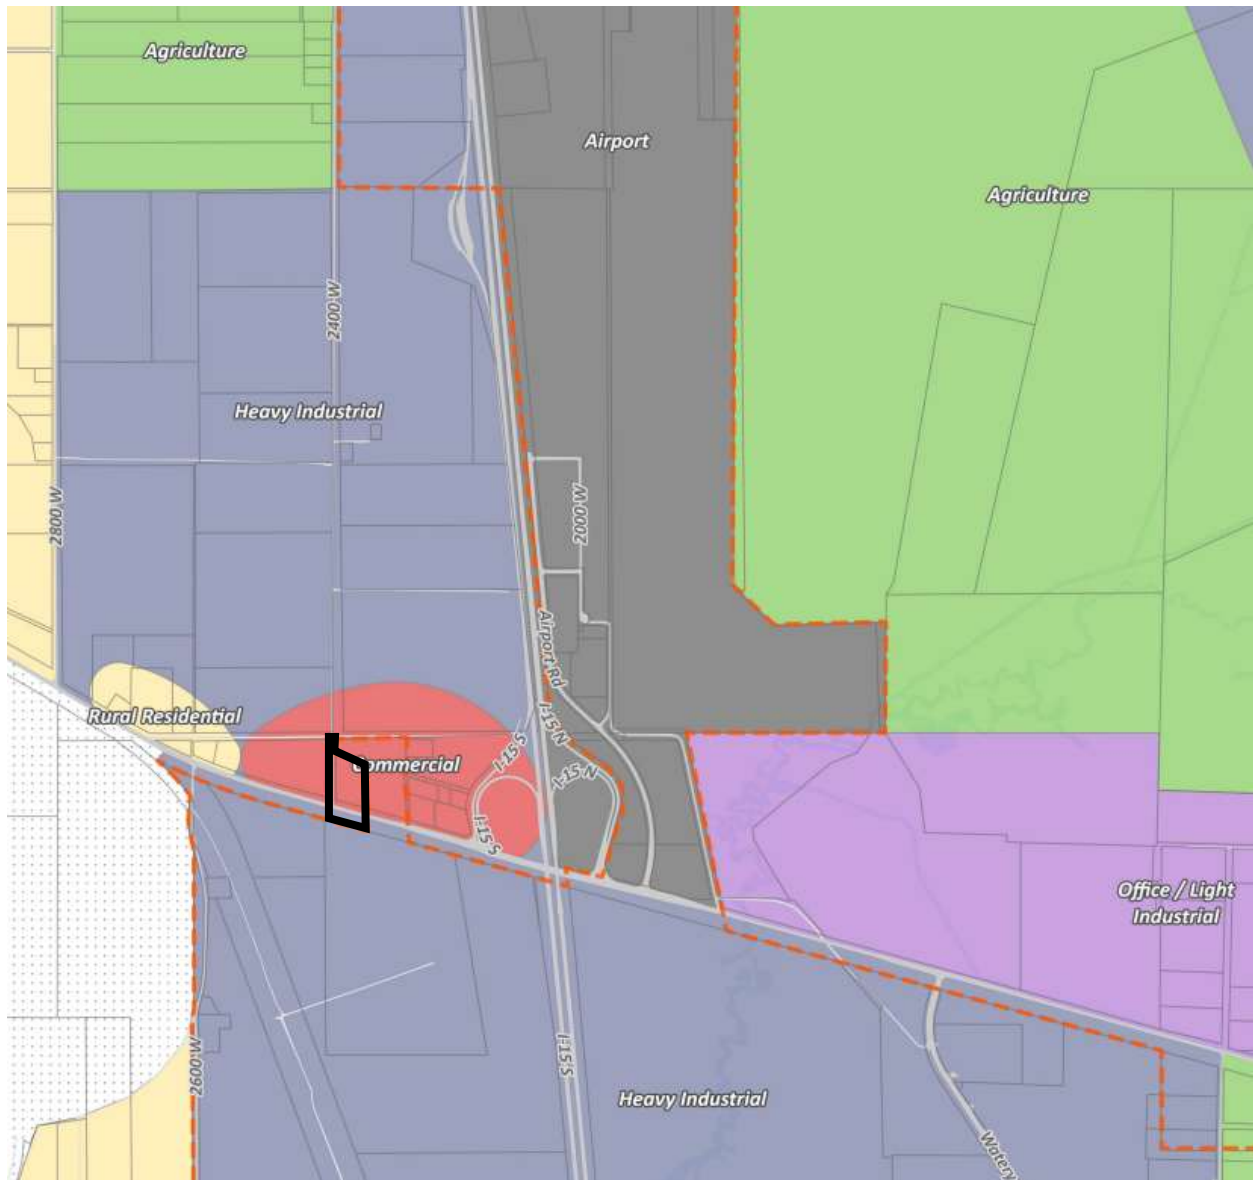 Agriculture
Airport
Agriculture
2400 W
Heavy Industrial
2800 W
2000 W
Airport Rd
Rural Residential
I-15 N
I-15 S
Commercial
I-15 N
I-15 S
Office / Light
Industrial
I-15 S
2600 W
Heavy Industrial
Watery